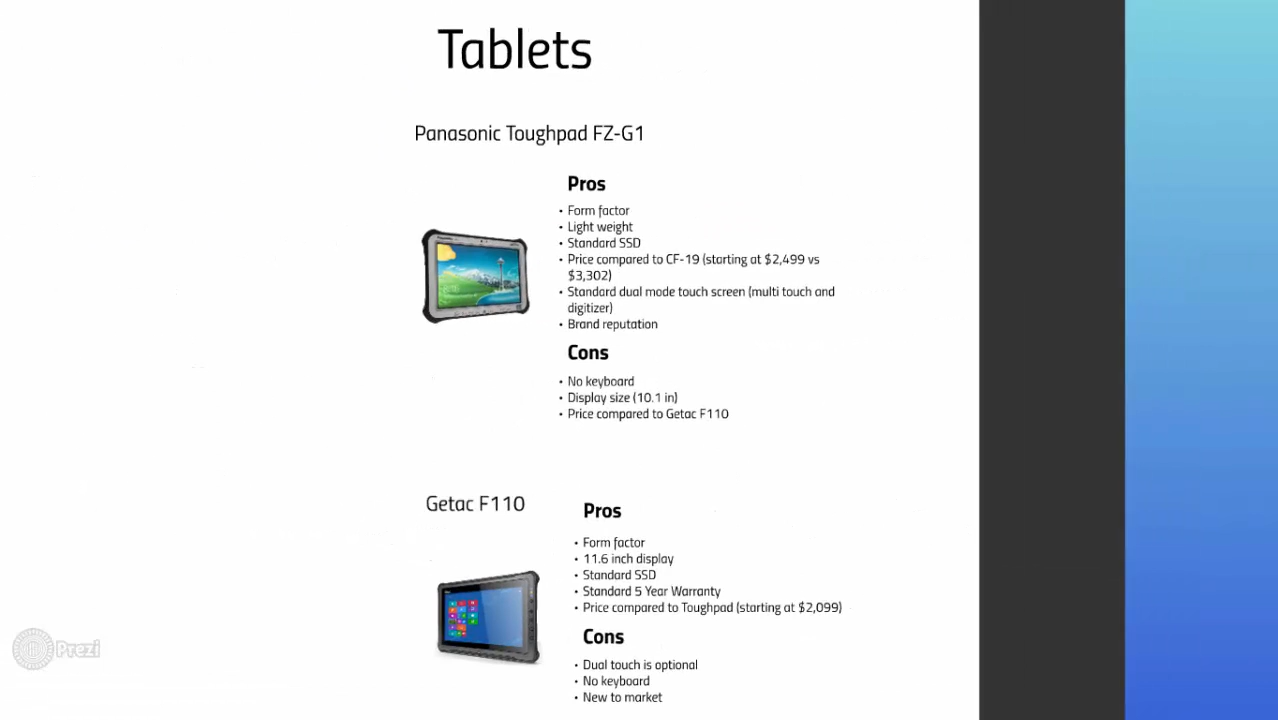 Tablets
Panasonic Toughpad FZ-G1
Pros
• Form factor
• Light weight
• Standard SSD
• Price compared to CF-19 (starting at $2,499 vs
$3,302)
• Standard dual mode touch screen (multi touch and
digitizer)
• Brand reputation
Cons
• No keyboard
• Display size (10.1 in)
• Price compared to Getac F110
Getac F110
Pros
• Form factor
• 11.6 inch display
• Standard SSD
• Standard 5 Year Warranty
• Price compared to Toughpad (starting at $2,099)
Cons
• Dual touch is optional
• No keyboard
• New to market
Prezi